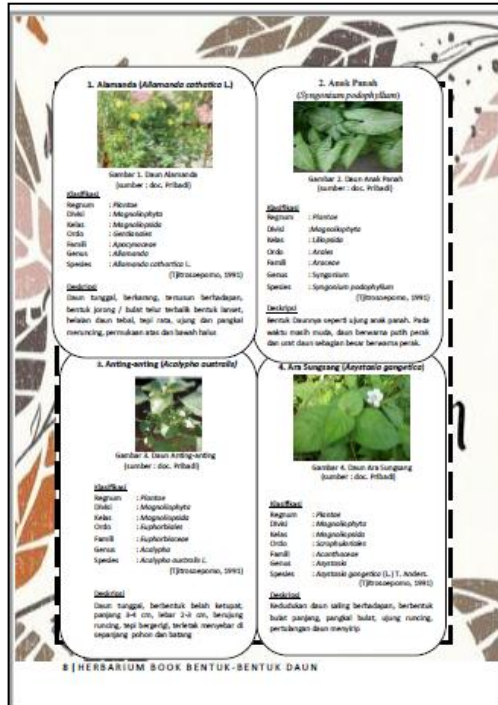 1. Alamanda (Allamanda cathatica L.)
Gambar 1. Daun Alamanda
(sumber : doc. Pribadi)
Klasifikasi
Regnum : Plantae
Divisi : Magnoliophyta
Kelas : Magnoliopsida
Ordo : Gentianales
Famili : Apocynaceae
Genus : Allamanda
Spesies : Allamanda cathartica L.
(Tjitrosoepomo, 1991)
Deskripsi
Daun tunggal, berkarang, tersusun berhadapan,
bentuk jorong / bulat telur terbalik bentuk lanset,
helaian daun tebal, tepi rata, ujung dan pangkal
meruncing, permukaan atas dan bawah halus.
2. Anak Panah
(Syngonium podophyllum)
Gambar 2. Daun Anak Panah
(sumber : doc. Pribadi)
Klasifikasi
Regnum : Plantae
Divisi :Magnoliophyta
Kelas : Liliopsida
Ordo : Arales
Famili : Araceae
Genus : Syngonium
Spesies : Syngonium podophyllum
(Tjitrosoepomo, 1991)
Deskripsi
Bentuk Daunnya seperti ujung anak panah. Pada
waktu masih muda, daun berwarna putih perak
dan urat daun sebagian besar berwarna perak.
3. Anting-anting (Acalypha australis)
Gambar 3. Daun Anting-anting
(sumber : doc. Pribadi)
Klasifikasi
Regnum : Plantae
Divisi : Magnoliophyta
Kelas : Magnoliopsida
Ordo : Euphorbiales
Famili : Euphorbiaceae
Genus : Acalypha
Spesies : Acalypha australis L.
(Tjitrosoepomo, 1991)
Deskripsi
Daun tunggal, berbentuk belah ketupat,
panjang 3-4 cm, lebar 2-3 cm, berujung
runcing, tepi bergerigi, terletak menyebar di
sepanjang pohon dan batang
4. Ara Sungsang (Asystasia gangetica)
Gambar 4. Daun Ara Sungsang
(sumber : doc. Pribadi)
Klasifikasi
Regnum : Plantae
Divisi : Magnoliophyta
Kelas : Magnoliopsida
Ordo : Scrophulariales
Famili : Acanthaceae
Genus : Asystasia
Spesies : Asystasia gangetica (L.) T. Anders.
(Tjitrosoepomo, 1991)
Deskripsi
Kedudukan daun saling berhadapan, berbentuk
bulat panjang, pangkal bulat, ujung runcing,
pertulangan daun menyirip
8 | HERBARIUM BOOK BENTUK-BENTUK DAUN